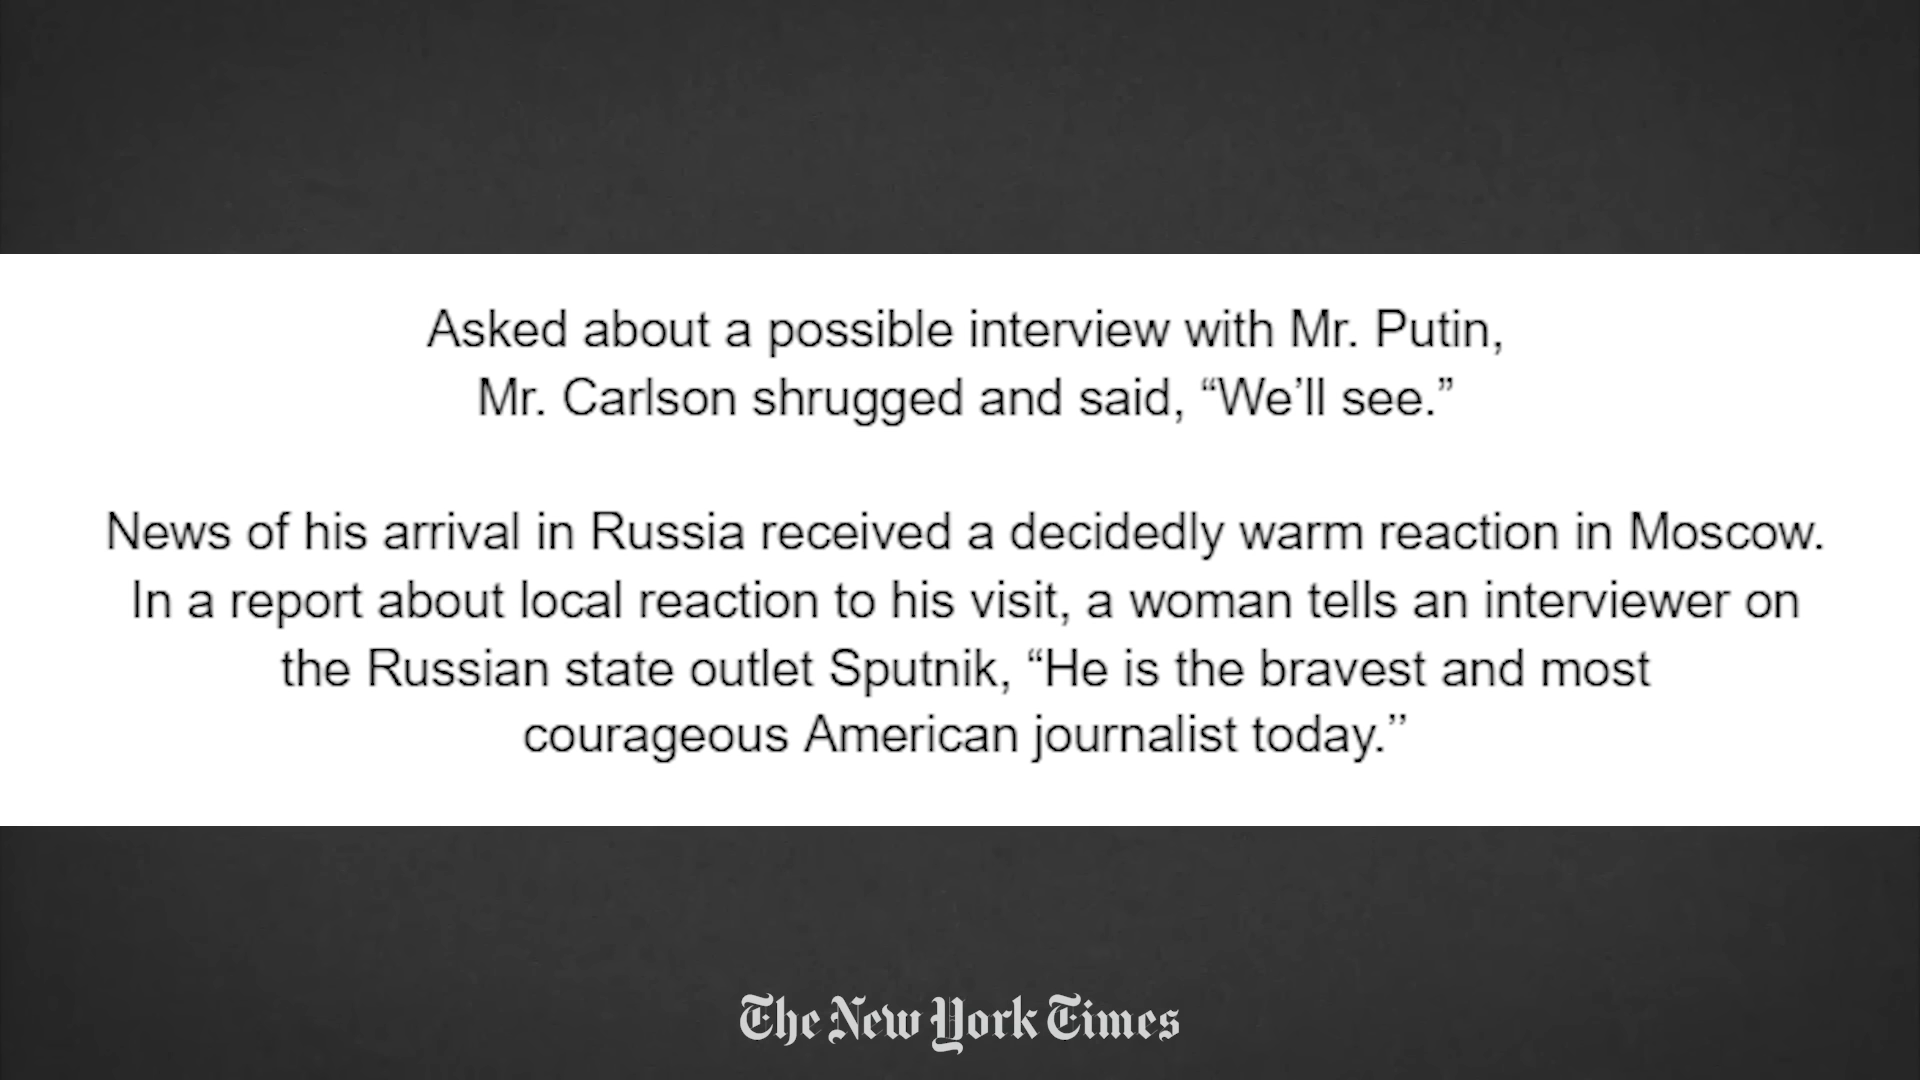 Asked about a possible interview with Mr. Putin,
Mr. Carlson shrugged and said, “We’ll see.”
News of his arrival in Russia received a decidedly warm reaction in Moscow.
In a report about local reaction to his visit, a woman tells an interviewer on
the Russian state outlet Sputnik, “He is the bravest and most
courageous American journalist today.’’
The New York Times